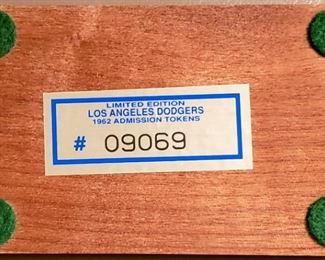 LIMITED EDITION
LOS ANGELES DODGERS
1962 ADMISSION TOKENS
# 09069